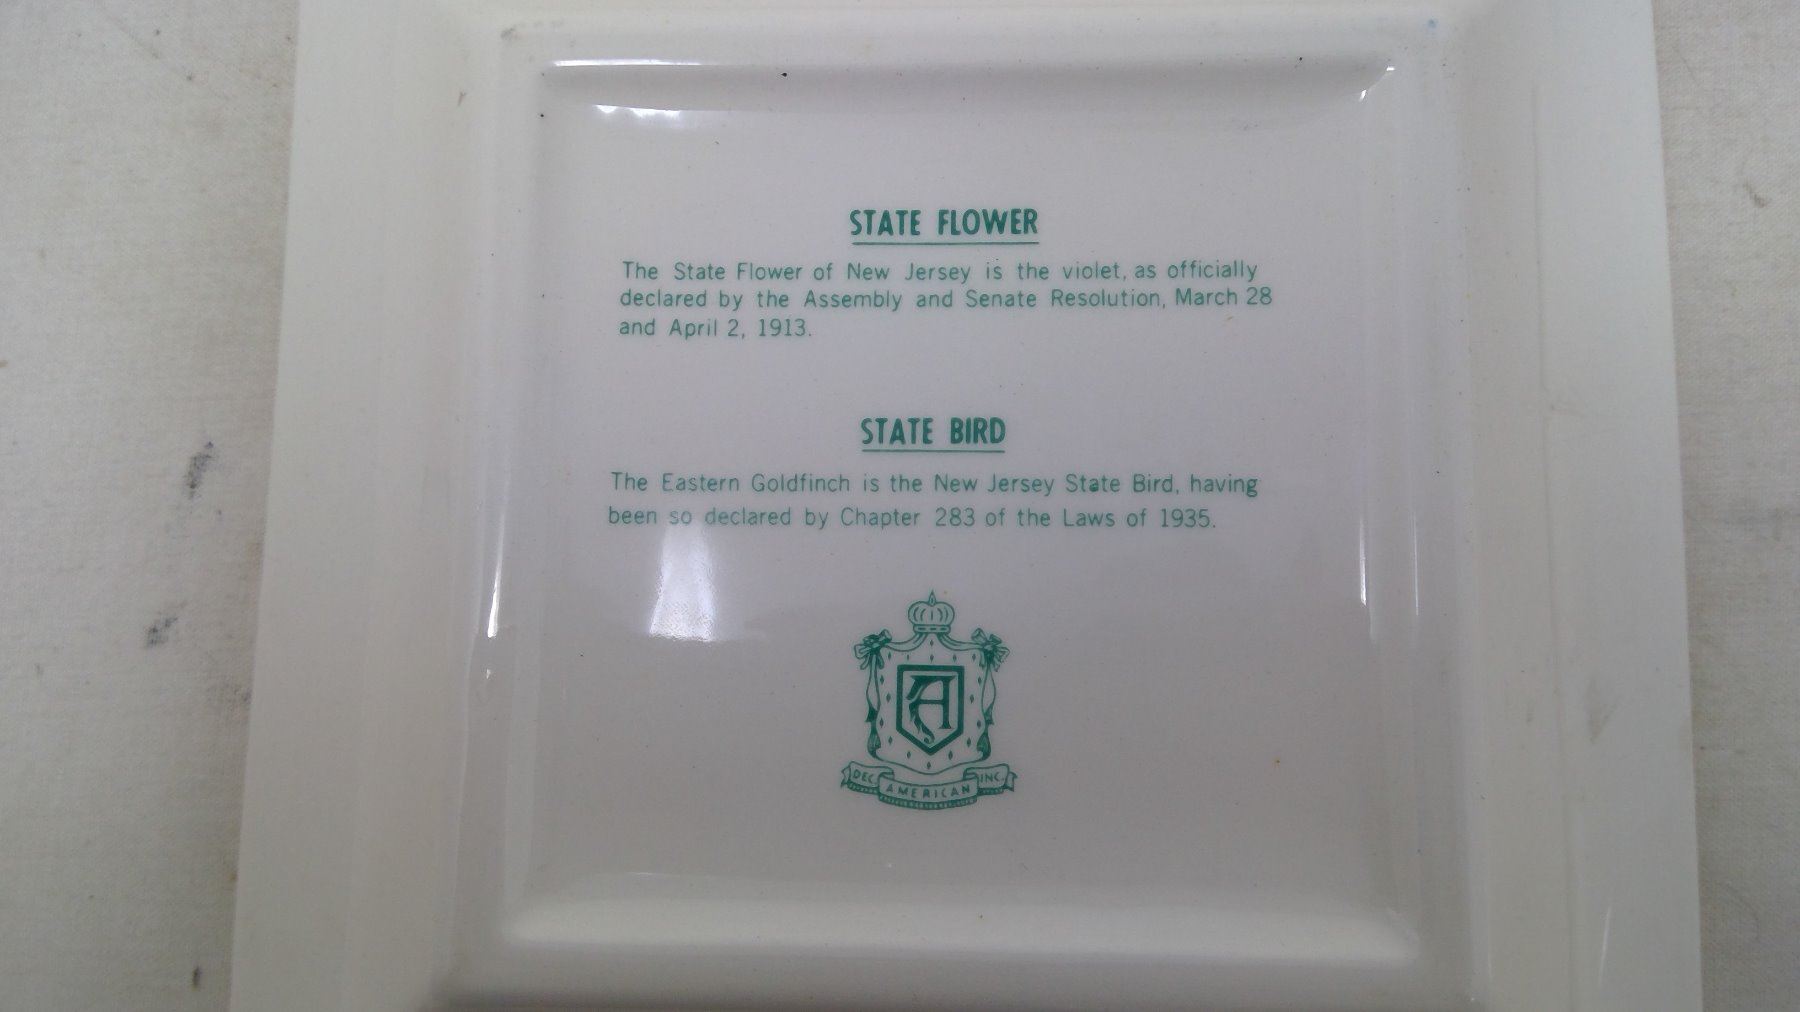 STATE FLOWER
The State Flower of New Jersey is the violet, as officially
declared by the Assembly and Senate Resolution, March 28
and April 2, 1913.
STATE BIRD
The Eastern Goldfinch is the New Jersey State Bird, having
been so declared by Chapter 283 of the Laws of 1935.
A
DEC. AMERICAN INC.